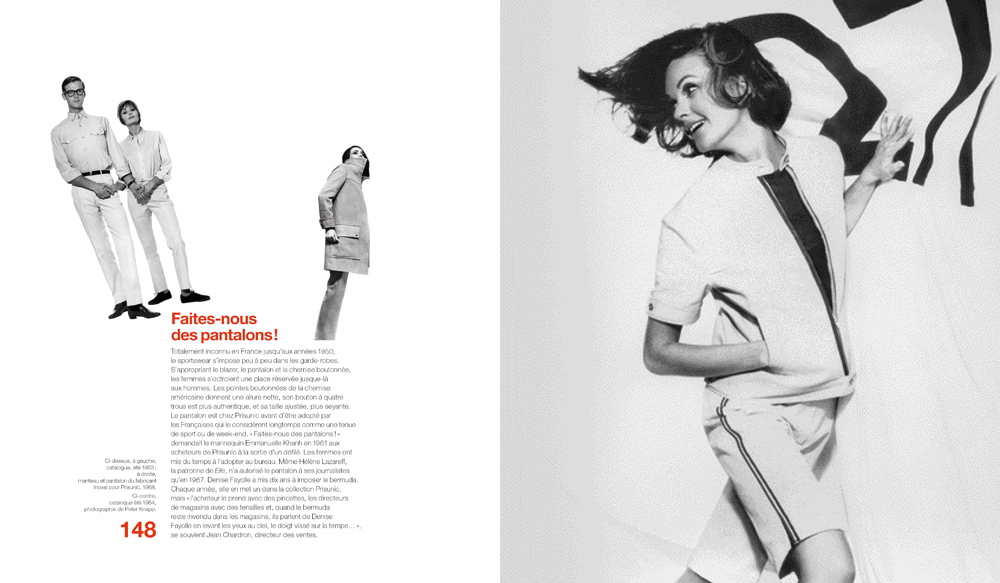 Faites-nous
des pantalons !
Totalement inconnu en France jusqu'aux années 1950,
le sportswear s'impose peu à peu dans les garde-robes.
S'appropriant le blazer, le pantalon et la chemise boutonnée,
les femmes s'octroient une place réservée jusque-là
aux hommes. Les pointes boutonnées de la chemise
américaine donnent une allure nette, son bouton à quatre
trous est plus authentique, et sa taille ajustée, plus seyante.
Le pantalon est chez Prisunic avant d'être adopté par
les Françaises qui le considèrent longtemps comme une tenue
de sport ou de week-end. « Faites-nous des pantalons ! »
demandait le mannequin Emmanuelle Khanh en 1961 aux
acheteurs de Prisunic à la sortie d'un défilé. Les femmes ont
mis du temps à l'adopter au bureau. Même Hélène Lazareff,
la patronne de Elle, n'a autorisé le pantalon à ses journalistes
qu'en 1967. Denise Fayolle a mis dix ans à imposer le bermuda.
Chaque année, elle en met un dans la collection Prisunic,
mais « l'acheteur le prend avec des pincettes, les directeurs
de magasins avec des tenailles et, quand le bermuda
reste invendu dans les magasins, ils parlent de Denise
Fayolle en levant les yeux au ciel, le doigt vissé sur la tempe… »,
se souvient Jean Chardron, directeur des ventes.
Ci-dessus, à gauche,
catalogue, été 1963 ;
à droite,
manteau et pantalon du fabricant
Inoval pour Prisunic, 1968.
Ci-contre,
catalogue été 1964,
photographie de Peter Knapp.
148